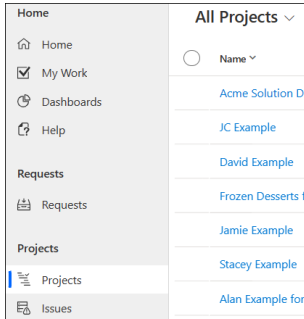 Home
Home
My Work
Dashboards
Help
Requests
Requests
Projects
Projects
Issues
All Projects
Name
Acme Solution D
JC Example
David Example
Frozen Desserts f
Jamie Example
Stacey Example
Alan Example for